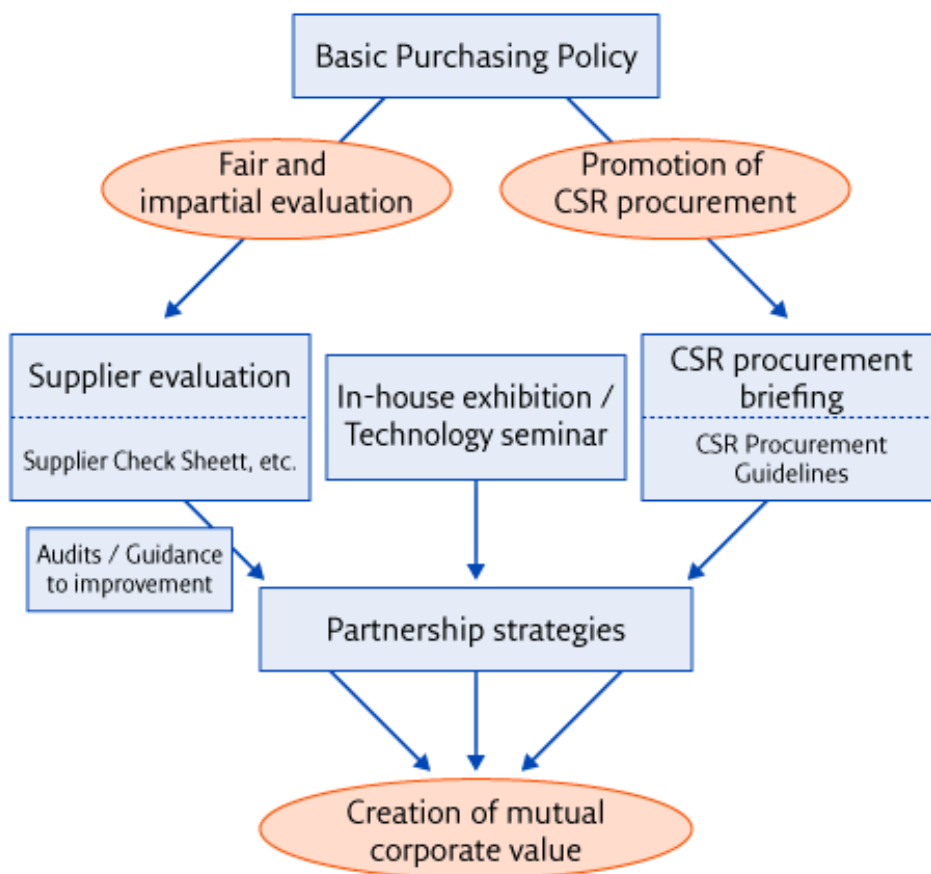 Basic Purchasing Policy
Fair and
impartial evaluation
Promotion of
CSR procurement
Supplier evaluation
Supplier Check Sheett, etc.
In-house exhibition /
Technology seminar
CSR procurement
briefing
CSR Procurement
Guidelines
Audits / Guidance
to improvement
Partnership strategies
Creation of mutual
corporate value